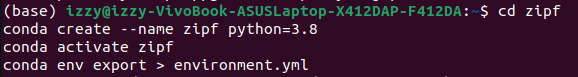 (base) izzy@izzy-VivoBook-ASUSLaptop-X412DAP-F412DA:~$ cd zipf
conda create --name zipf python=3.8
conda activate zipf
conda env export > environment.yml